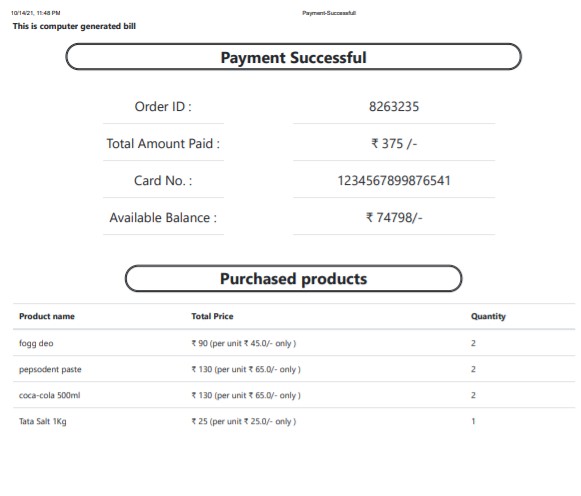 10/14/21, 11:48 PM Payment-Successfull
This is computer generated bill
Payment Successful
Order ID : 8263235
Total Amount Paid : ₹ 375 /-
Card No. : 1234567899876541
Available Balance : ₹ 74798/-
Purchased products
Product name Total Price Quantity
fogg deo ₹ 90 (per unit ₹ 45.0/- only ) 2
pepsodent paste ₹ 130 (per unit ₹ 65.0/- only ) 2
coca-cola 500ml ₹ 130 (per unit ₹ 65.0/- only ) 2
Tata Salt 1Kg ₹ 25 (per unit ₹ 25.0/- only ) 1